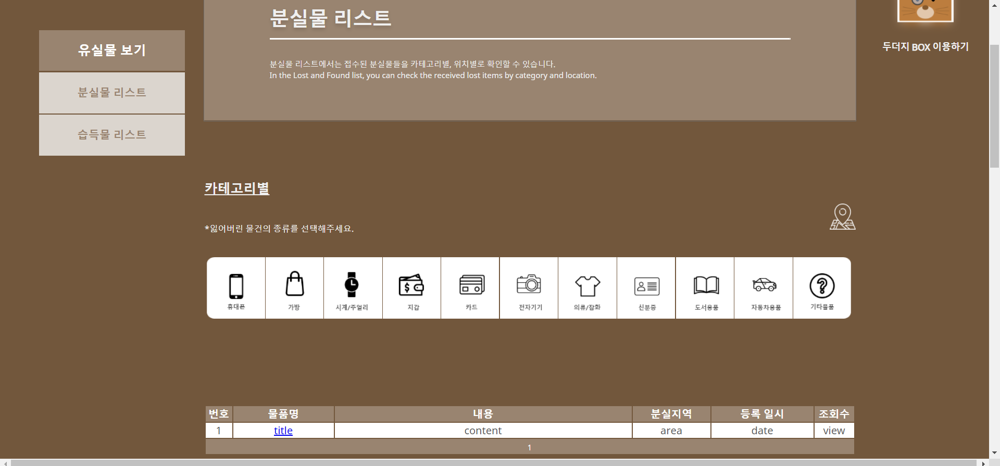 분실물 리스트
분실물 리스트에서는 접수된 분실물들을 카테고리별, 위치별로 확인할 수 있습니다.
In the Lost and Found list, you can check the received lost items by category and location.
유실물 보기
분실물 리스트
습득물 리스트
두더지 BOX 이용하기
카테고리별
*잃어버린 물건의 종류를 선택해주세요.
휴대폰
가방
시계/주얼리
지갑
카드
전자기기
의류/잡화
신분증
도서용품
자동차용품
기타물품
번호 물품명 내용 분실지역 등록 일시 조회수
1 title content area date view
1